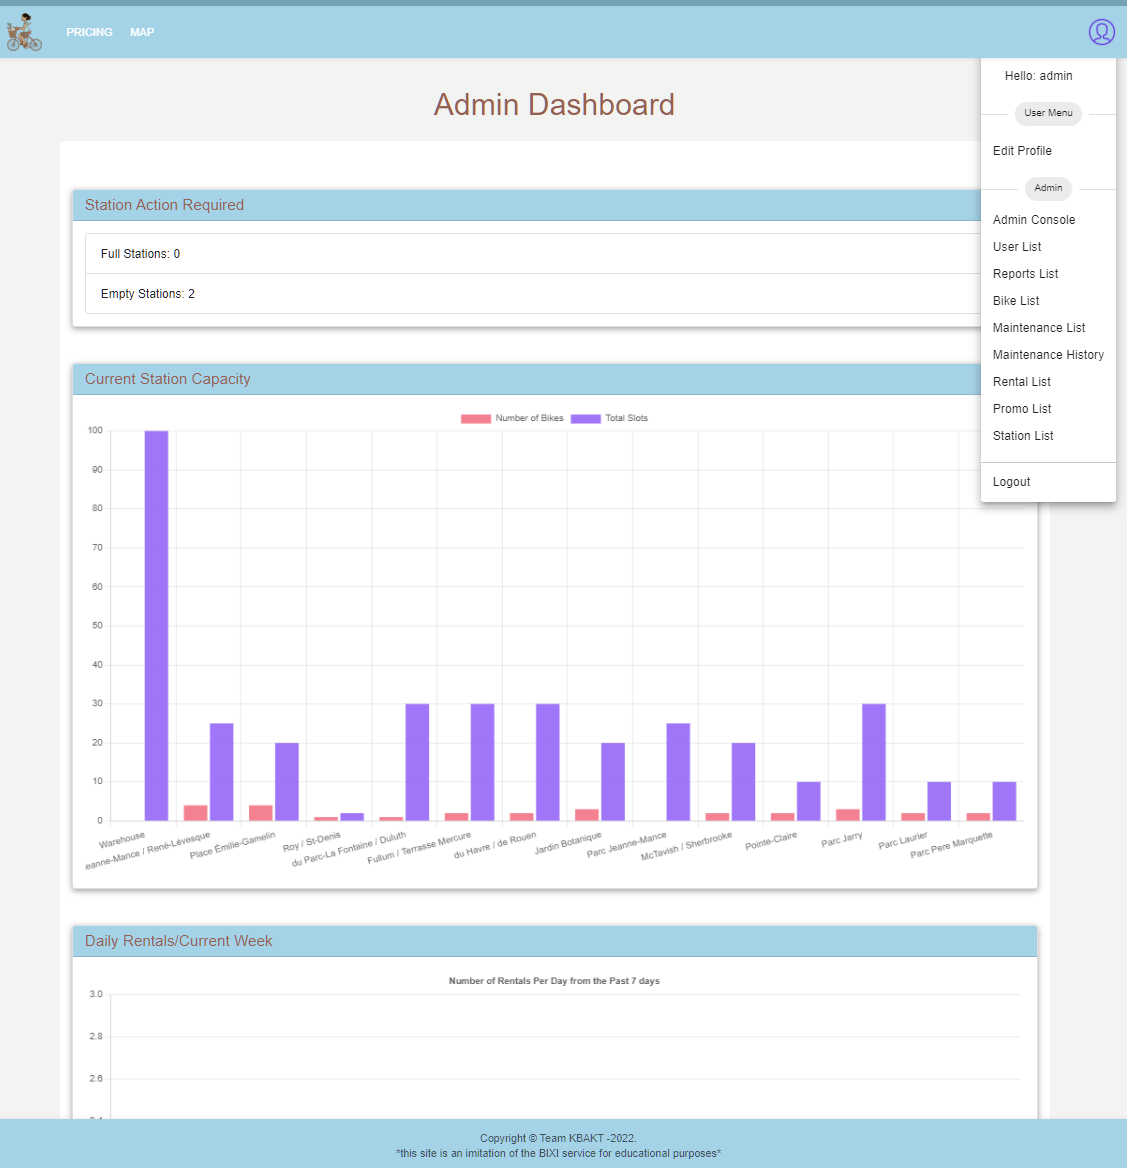 PRICING MAP
Hello: admin
User Menu
Edit Profile
Admin
Admin Console
User List
Reports List
Bike List
Maintenance List
Maintenance History
Rental List
Promo List
Station List
Logout
Admin Dashboard
Station Action Required
Full Stations: 0
Empty Stations: 2
Current Station Capacity
Number of Bikes Total Slots
100
90
80
70
60
50
40
30
20
10
0
Warehouse
eanne-Mance / René-Lévesque
Place Émilie-Gamelin
Roy / St-Denis
du Parc-La Fontaine / Duluth
Fullum / Terrasse Mercure
du Havre / de Rouen
Jardin Botanique
Parc Jeanne-Mance
McTavish / Sherbrooke
Pointe-Claire
Parc Jarry
Parc Laurier
Parc Pere Marquette
Daily Rentals/Current Week
Number of Rentals Per Day from the Past 7 days
3.0
2.8
2.6
Copyright © Team KBAKT -2022.
*this site is an imitation of the BIXI service for educational purposes*